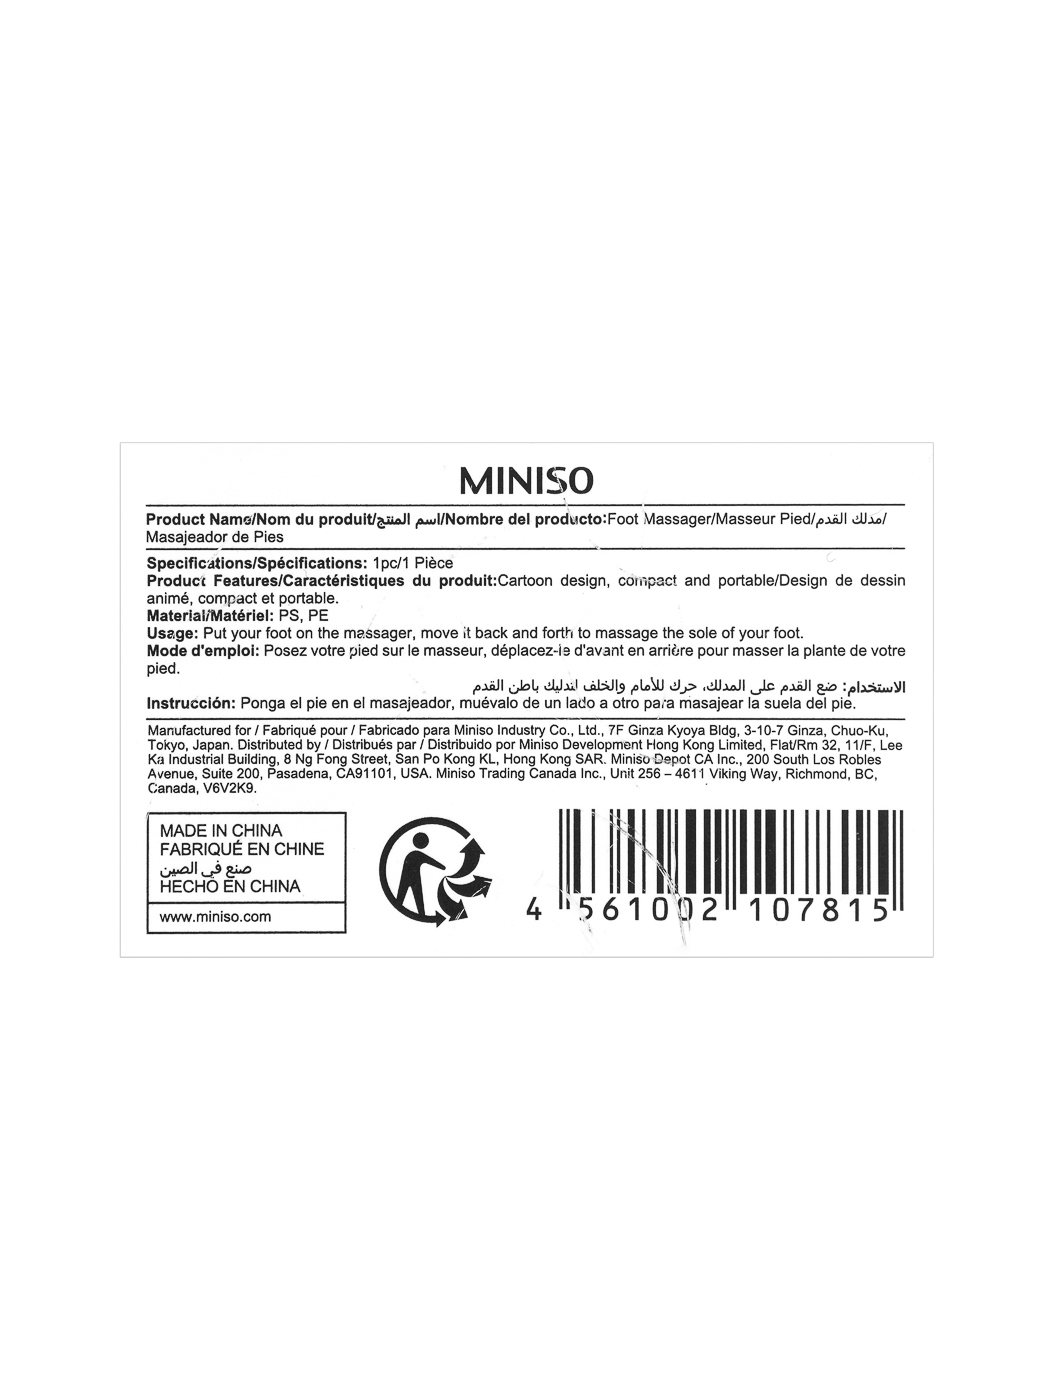 MINISO
Product Name/Nom du produit/اسم المنتج/Nombre del producto:Foot Massager/Masseur Pied/مدلك القدم/
Masajeador de Pies
Specifications/Spécifications: 1pc/1 Pièce
Product Features/Caractéristiques du produit:Cartoon design, compact and portable/Design de dessin
animé, compact et portable.
Material/Matériel: PS, PE
Usage: Put your foot on the massager, move it back and forth to massage the sole of your foot.
Mode d'emploi: Posez votre pied sur le masseur, déplacez-le d'avant en arrière pour masser la plante de votre
pied.
الاستخدام: ضع القدم على المدلك، حرك للأمام والخلف لتدليك باطن القدم
Instrucción: Ponga el pie en el masajeador, muévalo de un lado a otro para masajear la suela del pie.
Manufactured for / Fabriqué pour / Fabricado para Miniso Industry Co., Ltd., 7F Ginza Kyoya Bldg, 3-10-7 Ginza, Chuo-Ku,
Tokyo, Japan. Distributed by / Distribués par / Distribuido por Miniso Development Hong Kong Limited, Flat/Rm 32, 11/F, Lee
Ka Industrial Building, 8 Ng Fong Street, San Po Kong KL, Hong Kong SAR. Miniso Depot CA Inc., 200 South Los Robles
Avenue, Suite 200, Pasadena, CA91101, USA. Miniso Trading Canada Inc., Unit 256 – 4611 Viking Way, Richmond, BC,
Canada, V6V2K9.
MADE IN CHINA
FABRIQUÉ EN CHINE
صنع في الصين
HECHO EN CHINA
www.miniso.com
4 561002 107815